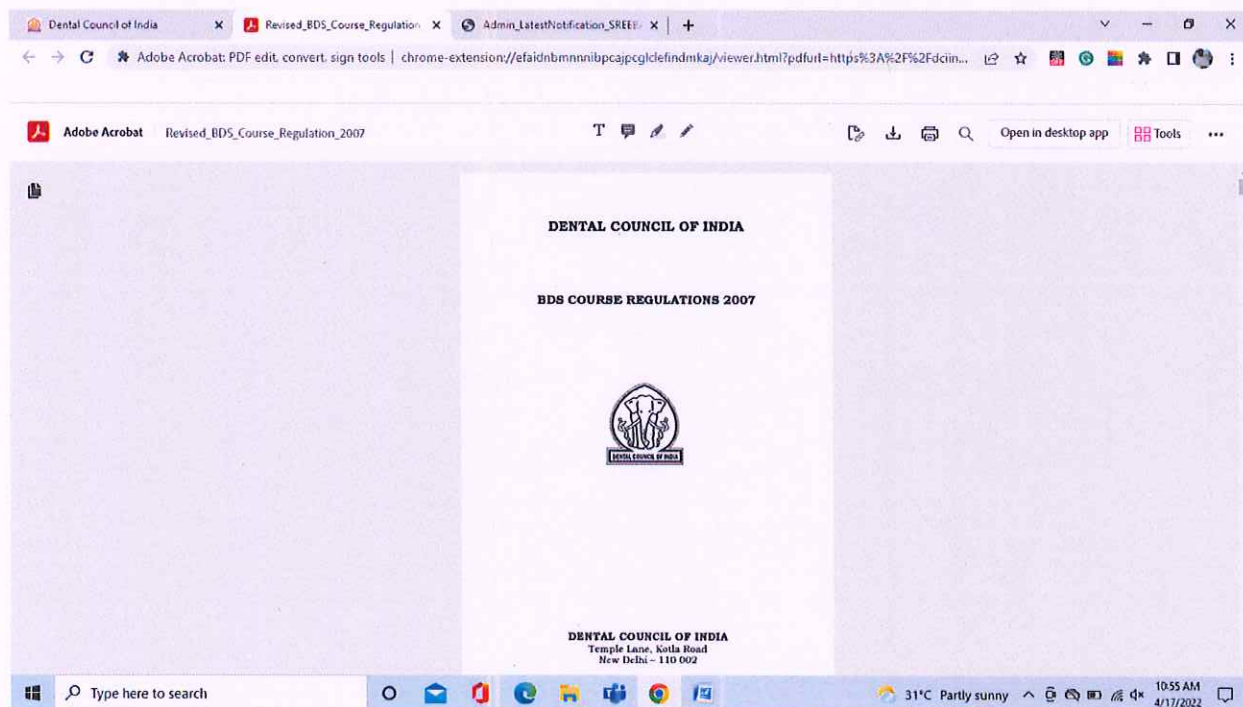 Dental Council of India
Revised_BDS_Course_Regulation
Admin_LatestNotification_SREEE
Adobe Acrobat: PDF edit, convert, sign tools | chrome-extension://efaidnbmnnnibpcajpcglclefindmkaj/viewer.html?pdfurl=https%3A%2F%2Fdciin...
Adobe Acrobat
Revised_BDS_Course_Regulation_2007
Open in desktop app
Tools
DENTAL COUNCIL OF INDIA
BDS COURSE REGULATIONS 2007
DENTAL COUNCIL OF INDIA
DENTAL COUNCIL OF INDIA
Temple Lane, Kotla Road
New Delhi – 110 002
Type here to search
31°C Partly sunny
10:55 AM
4/17/2022